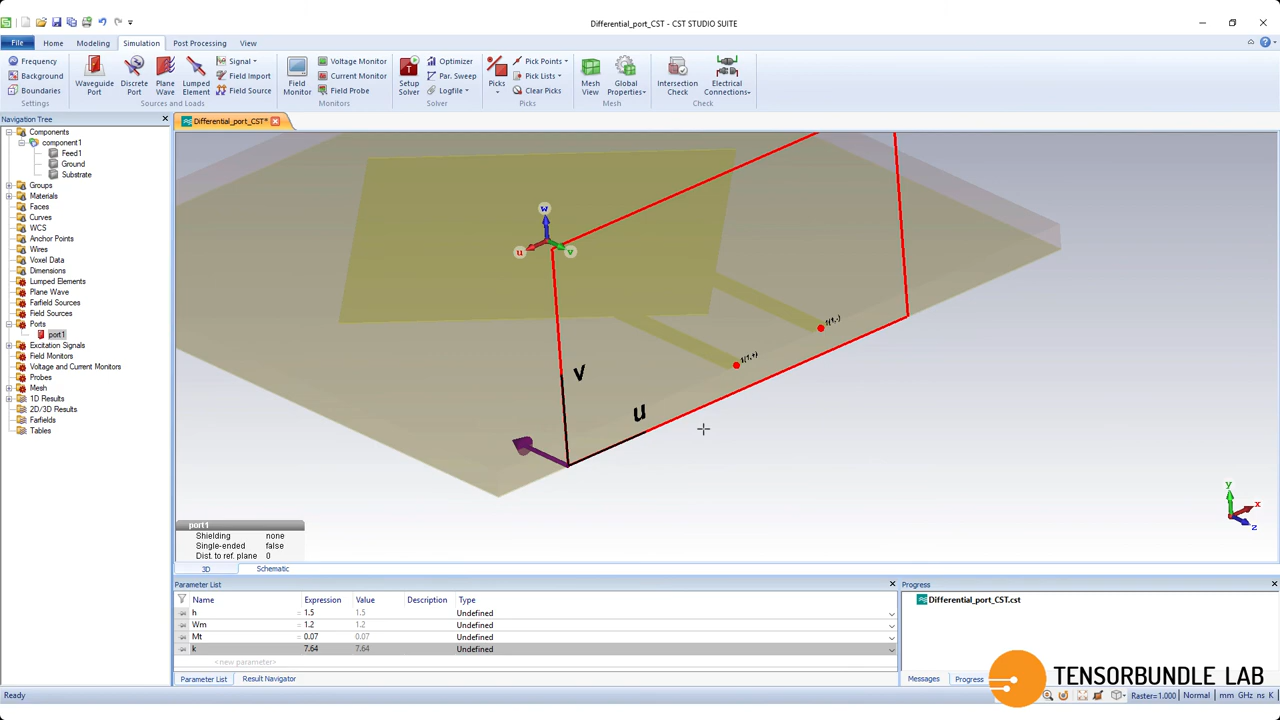 Differential_port_CST - CST STUDIO SUITE
File Home Modeling Simulation Post Processing View
Frequency
Background
Boundaries
Settings
Waveguide Port
Discrete Port
Plane Wave
Lumped Element
Signal
Field Import
Field Source
Sources and Loads
Field Monitor
Voltage Monitor
Current Monitor
Field Probe
Monitors
Setup Solver
Optimizer
Par. Sweep
Logfile
Solver
Picks
Pick Points
Pick Lists
Clear Picks
Picks
Mesh View
Global Properties
Mesh
Intersection Check
Electrical Connections
Check
Navigation Tree
Components
component1
Feed1
Ground
Substrate
Groups
Materials
Faces
Curves
WCS
Anchor Points
Wires
Voxel Data
Dimensions
Lumped Elements
Plane Wave
Farfield Sources
Field Sources
Ports
port1
Excitation Signals
Field Monitors
Voltage and Current Monitors
Probes
Mesh
1D Results
2D/3D Results
Farfields
Tables
Differential_port_CST*
w
u
v
v
u
1(1,-)
1(1,+)
y
x
z
port1
Shielding none
Single-ended false
Dist. to ref. plane 0
3D Schematic
Parameter List
Name Expression Value Description Type
h = 1.5 1.5 Undefined
Wm = 1.2 1.2 Undefined
Mt = 0.07 0.07 Undefined
k = 7.64 7.64 Undefined
<new parameter>
Parameter List Result Navigator
Progress
Differential_port_CST.cst
Messages Progress
TENSORBUNDLE LAB
Ready
Raster=1.000 Normal mm GHz ns K